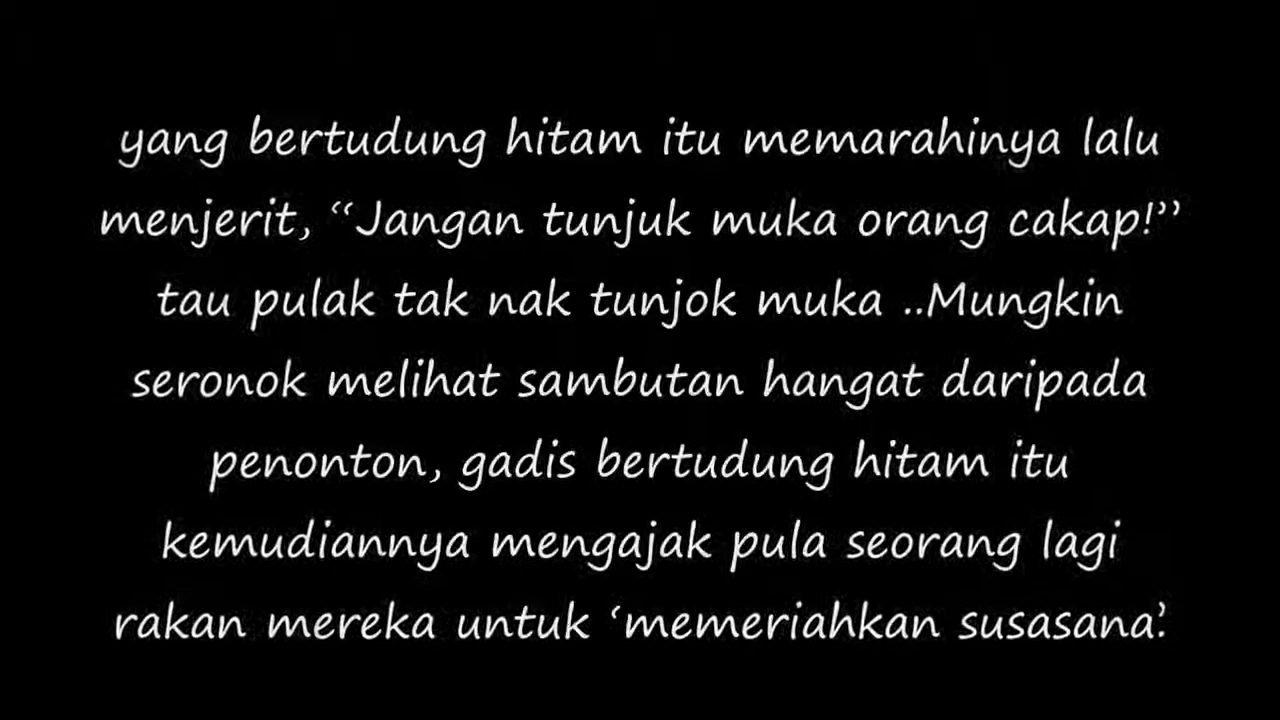 yang bertudung hitam itu memarahinya lalu
menjerit, “Jangan tunjuk muka orang cakap!”
tau pulak tak nak tunjok muka ..Mungkin
seronok melihat sambutan hangat daripada
penonton, gadis bertudung hitam itu
kemudiannya mengajak pula seorang lagi
rakan mereka untuk ‘memeriahkan susasana’.